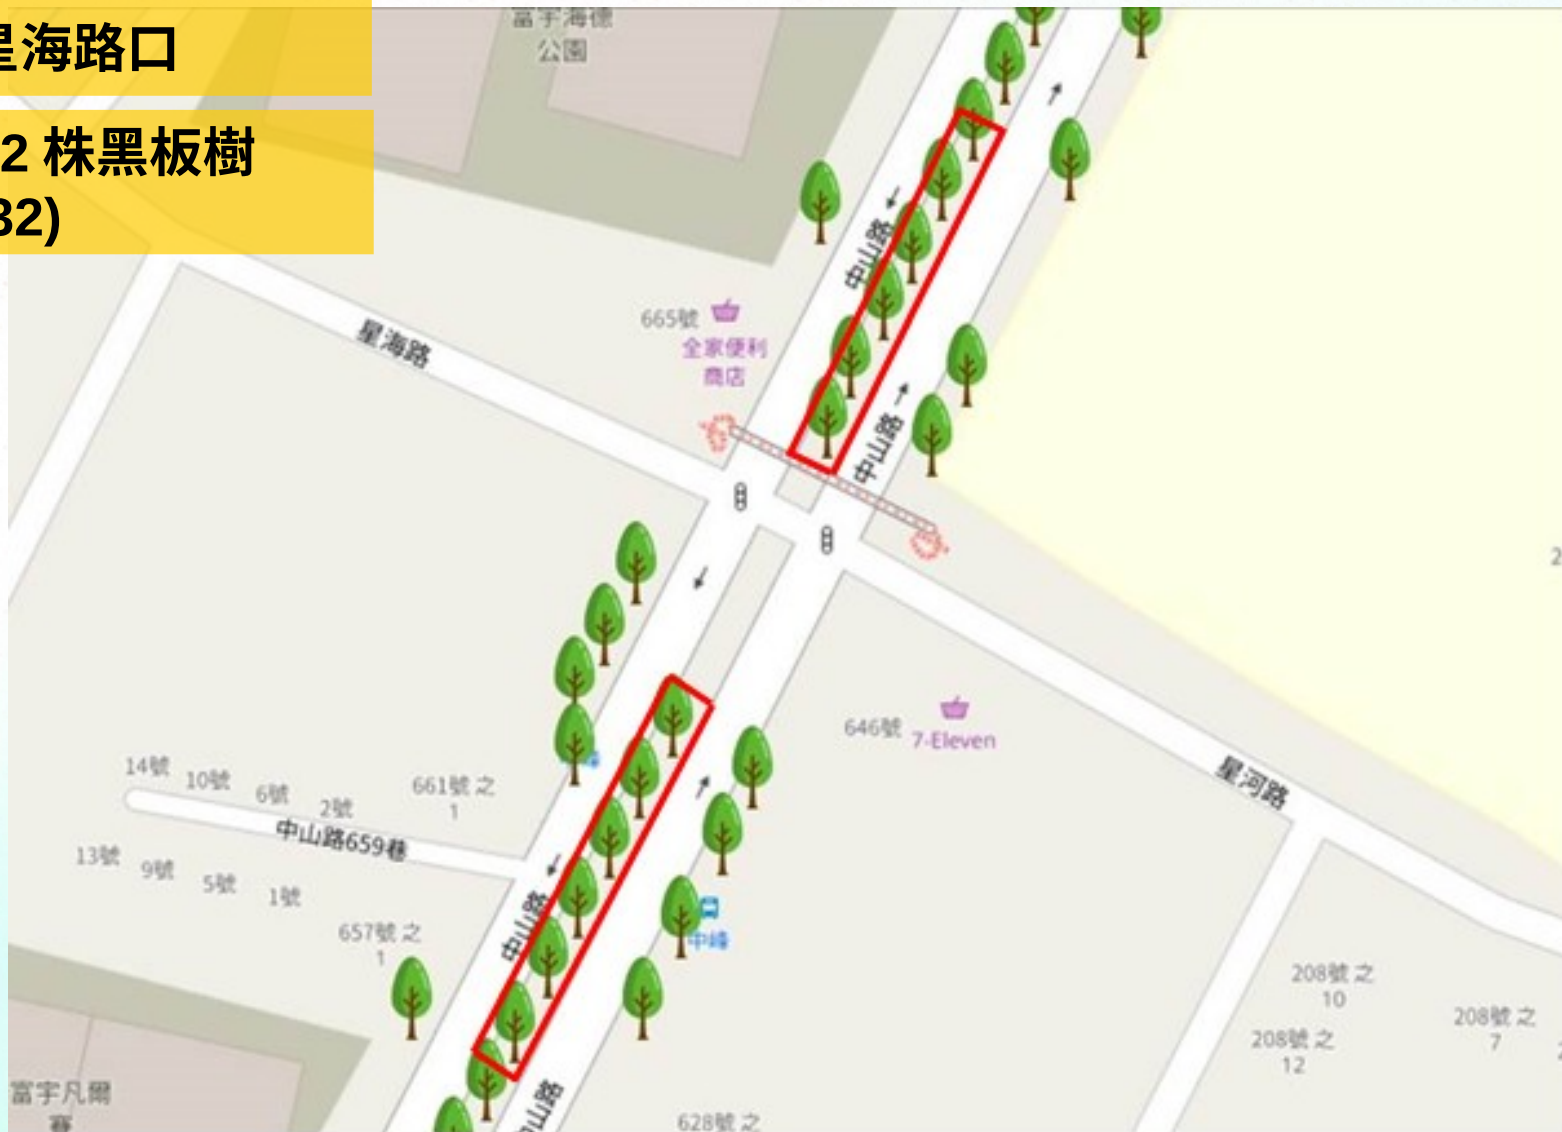 星海路口
2 株黑板樹
32)
富宇海德
公園
中山路
665號
全家便利
商店
星海路
中山路
646號
7-Eleven
星河路
14號
10號
6號
2號
661號 之
1
中山路659巷
13號
9號
5號
1號
中山路
657號 之
1
中峰
208號 之
10
208號 之
7
208號 之
12
富宇凡爾
賽
中山路
628號 之